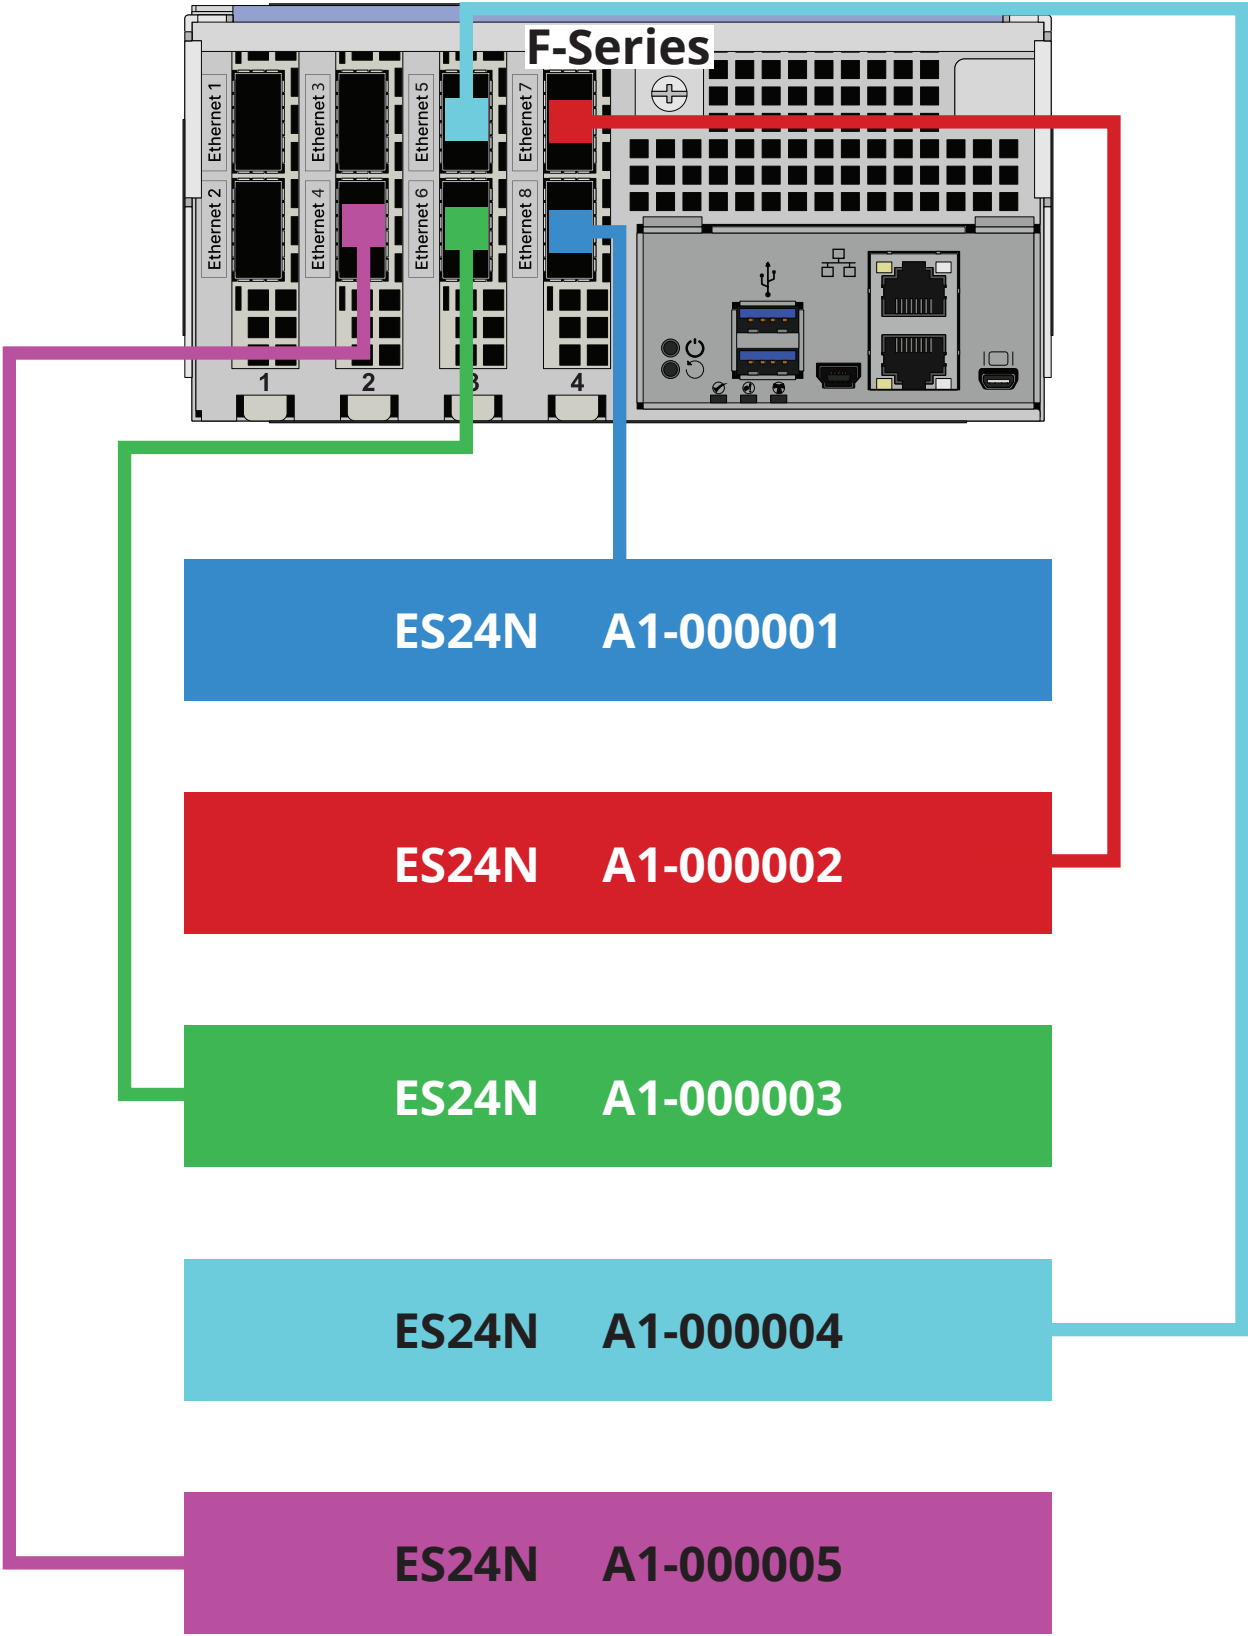 F-Series
Ethernet 1
Ethernet 3
Ethernet 5
Ethernet 7
Ethernet 2
Ethernet 4
Ethernet 6
Ethernet 8
1 2 3 4
ES24N A1-000001
ES24N A1-000002
ES24N A1-000003
ES24N A1-000004
ES24N A1-000005